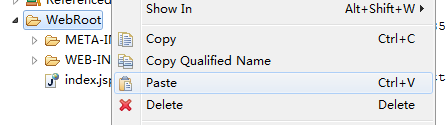 Referenced
Show In Alt+Shift+W
WebRoot
META-IN
WEB-IN
index.jsp
Copy Ctrl+C
Copy Qualified Name
Paste Ctrl+V
Delete Delete